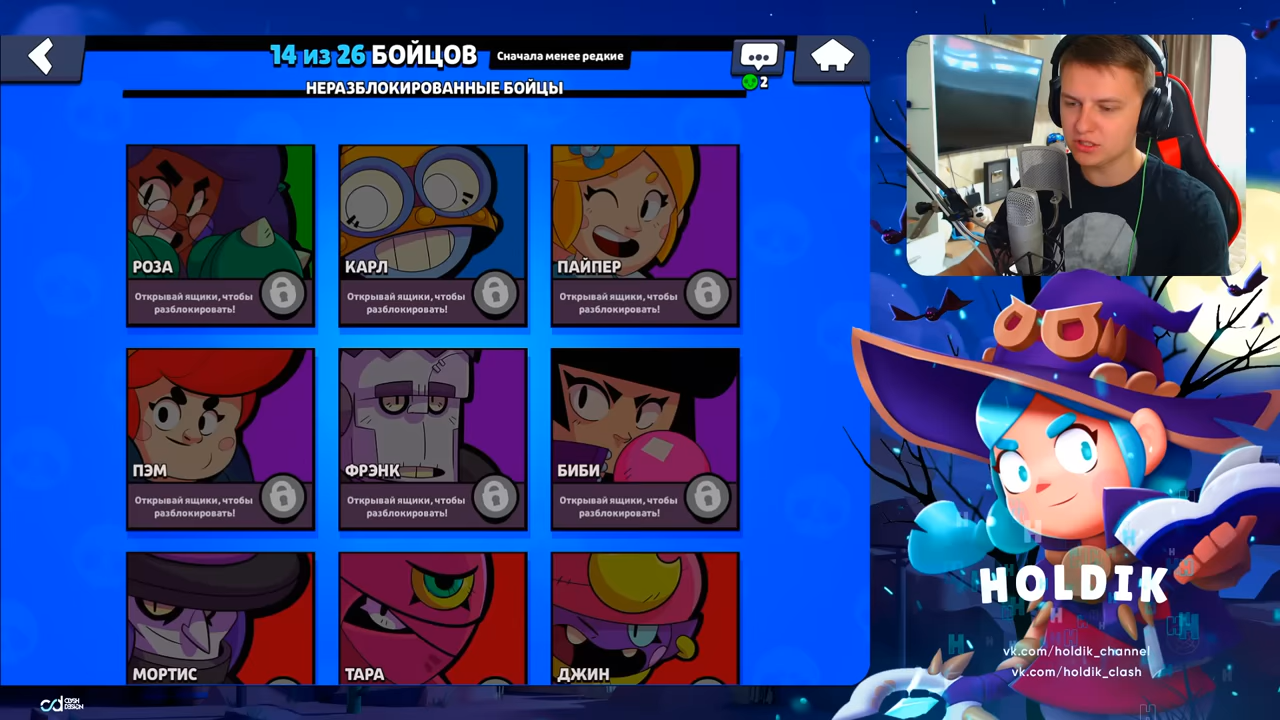 14 из 26 БОЙЦОВ
Сначала менее редкие
2
НЕРАЗБЛОКИРОВАННЫЕ БОЙЦЫ
РОЗА
Открывай ящики, чтобы
разблокировать!
КАРЛ
Открывай ящики, чтобы
разблокировать!
ПАЙПЕР
Открывай ящики, чтобы
разблокировать!
ПЭМ
Открывай ящики, чтобы
разблокировать!
ФРЭНК
Открывай ящики, чтобы
разблокировать!
БИБИ
Открывай ящики, чтобы
разблокировать!
МОРТИС
ТАРА
ДЖИН
HOLDIK
vk.com/holdik_channel
vk.com/holdik_clash